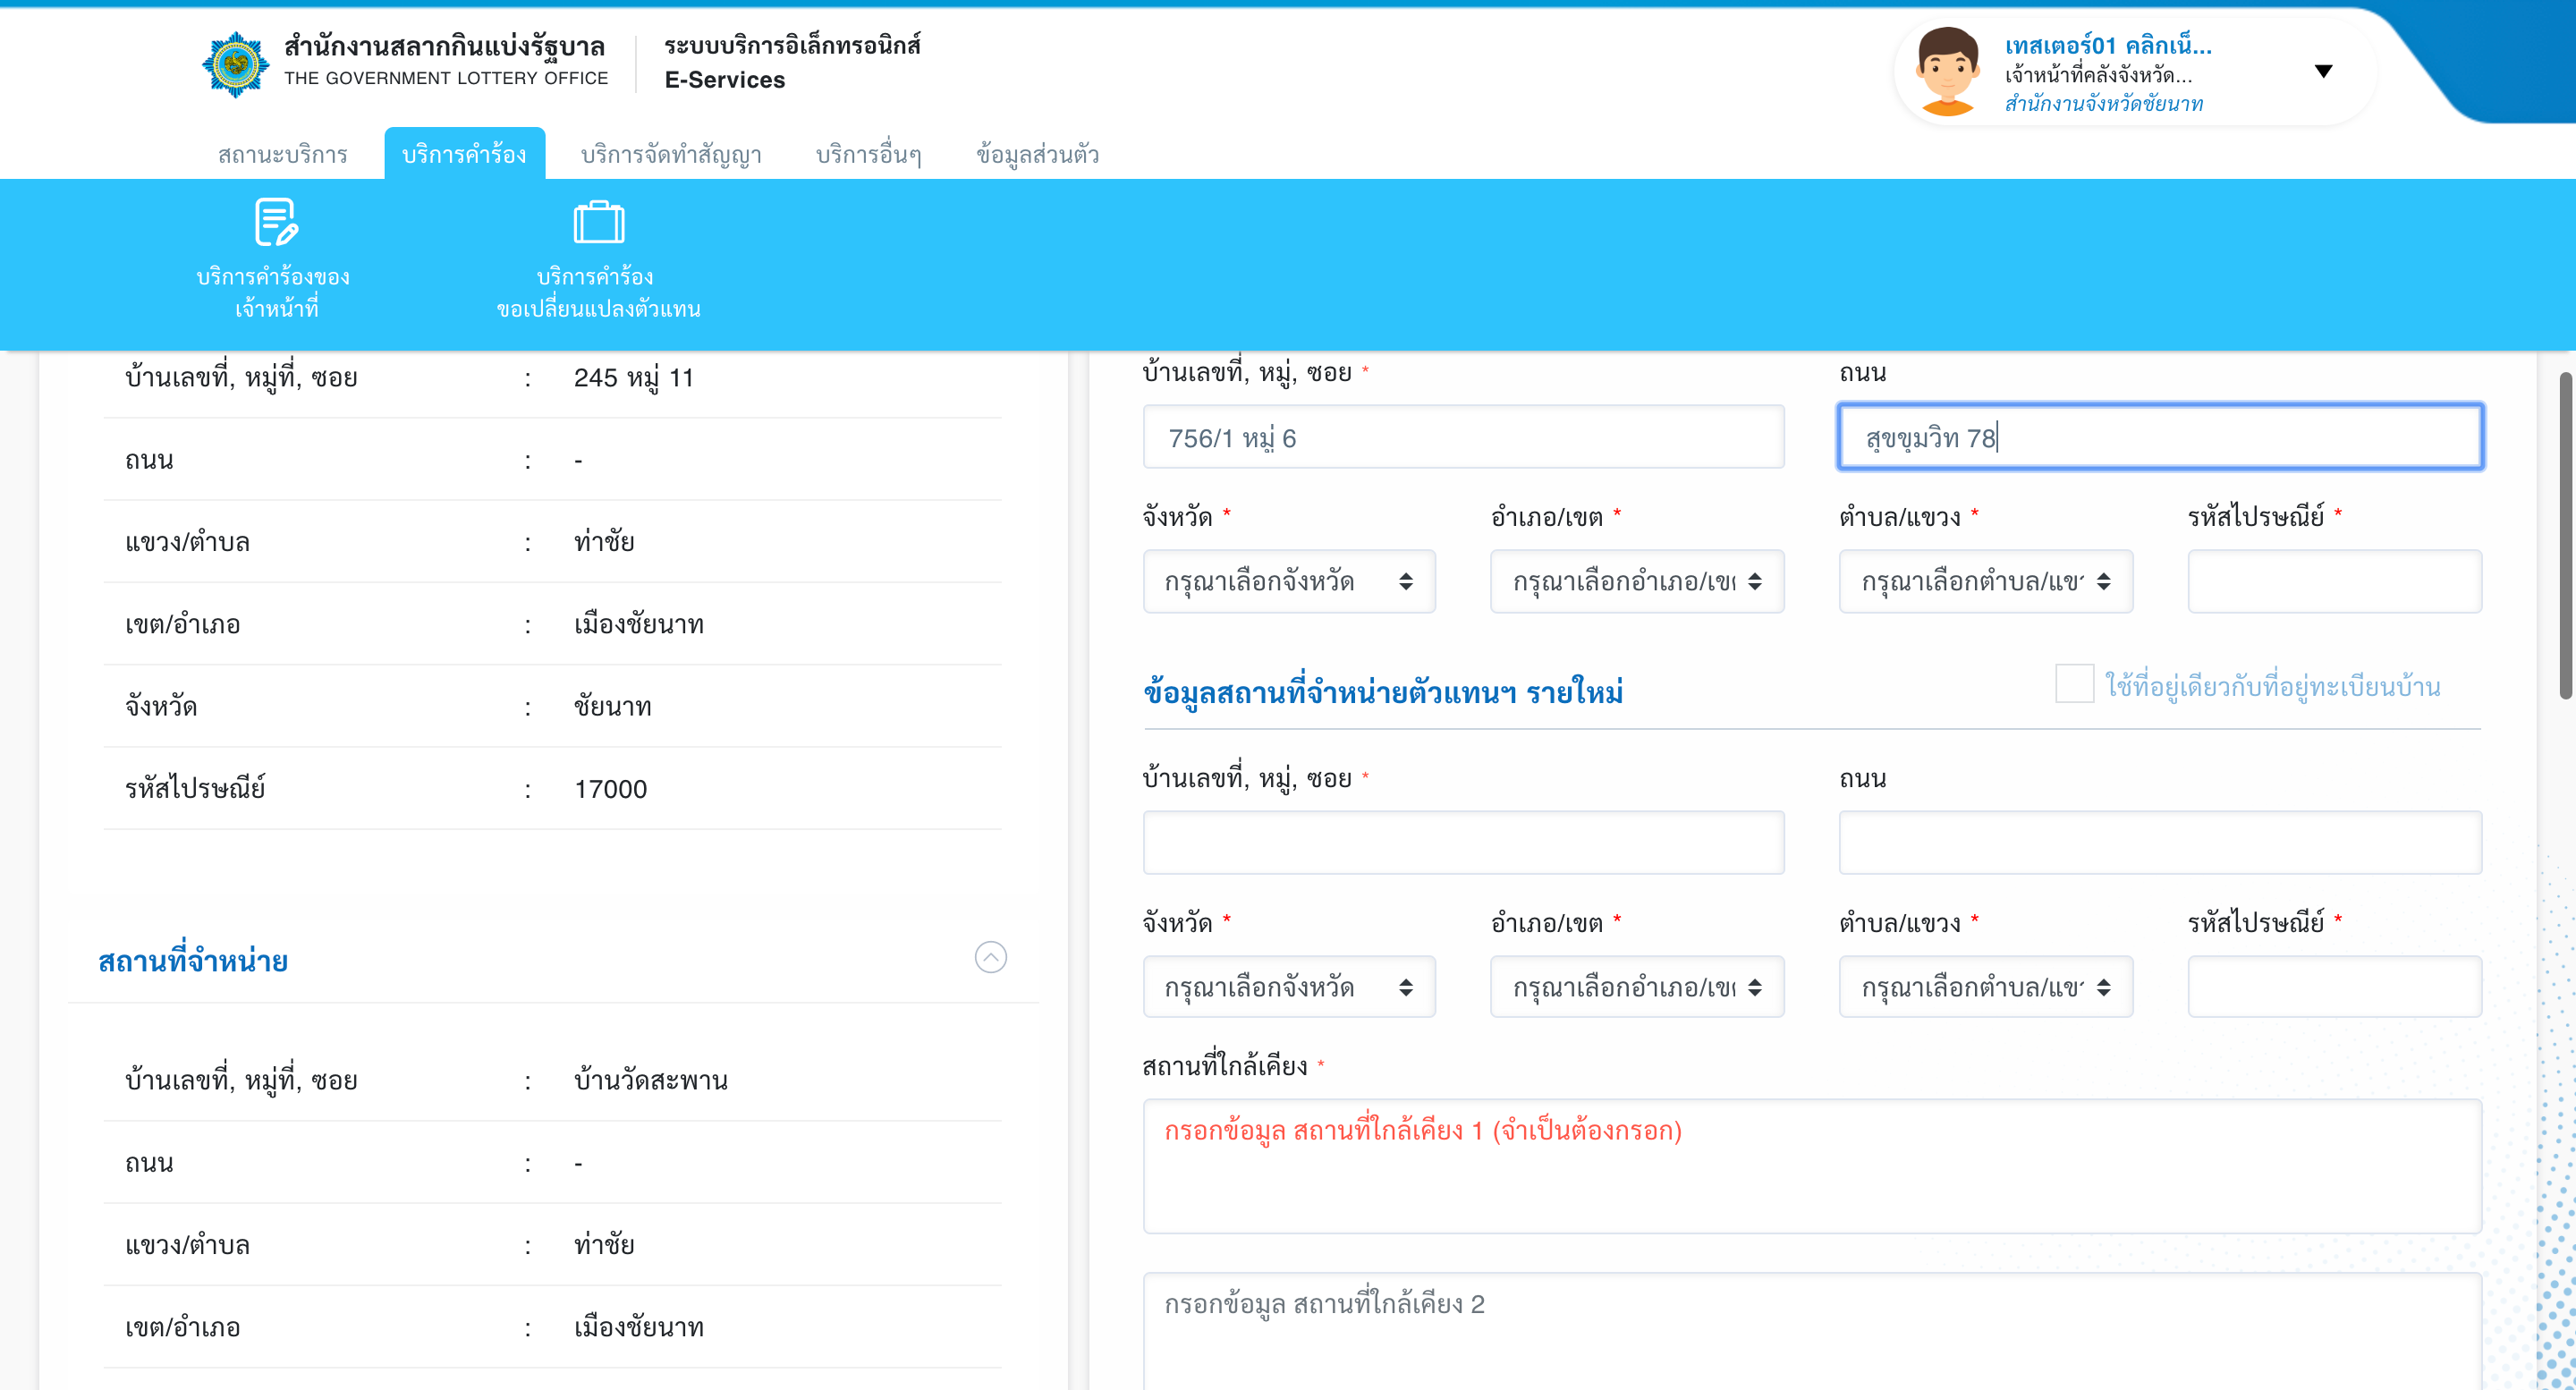 สำนักงานสลากกินแบ่งรัฐบาล
THE GOVERNMENT LOTTERY OFFICE
ระบบบริการอิเล็กทรอนิกส์
E-Services
เทสเตอร์01 คลิกเน็...
เจ้าหน้าที่คลังจังหวัด...
สำนักงานจังหวัดชัยนาท
สถานะบริการ
บริการคำร้อง
บริการจัดทำสัญญา
บริการอื่นๆ
ข้อมูลส่วนตัว
บริการคำร้องของ
เจ้าหน้าที่
บริการคำร้อง
ขอเปลี่ยนแปลงตัวแทน
บ้านเลขที่, หมู่ที่, ซอย : 245 หมู่ 11
ถนน : -
แขวง/ตำบล : ท่าชัย
เขต/อำเภอ : เมืองชัยนาท
จังหวัด : ชัยนาท
รหัสไปรษณีย์ : 17000
สถานที่จำหน่าย
บ้านเลขที่, หมู่ที่, ซอย : บ้านวัดสะพาน
ถนน : -
แขวง/ตำบล : ท่าชัย
เขต/อำเภอ : เมืองชัยนาท
บ้านเลขที่, หมู่, ซอย * ถนน
756/1 หมู่ 6 สุขขุมวิท 78
จังหวัด * อำเภอ/เขต * ตำบล/แขวง * รหัสไปรษณีย์ *
กรุณาเลือกจังหวัด กรุณาเลือกอำเภอ/เข กรุณาเลือกตำบล/แข
ข้อมูลสถานที่จำหน่ายตัวแทนฯ รายใหม่ ใช้ที่อยู่เดียวกับที่อยู่ทะเบียนบ้าน
บ้านเลขที่, หมู่, ซอย * ถนน
จังหวัด * อำเภอ/เขต * ตำบล/แขวง * รหัสไปรษณีย์ *
กรุณาเลือกจังหวัด กรุณาเลือกอำเภอ/เข กรุณาเลือกตำบล/แข
สถานที่ใกล้เคียง *
กรอกข้อมูล สถานที่ใกล้เคียง 1 (จำเป็นต้องกรอก)
กรอกข้อมูล สถานที่ใกล้เคียง 2